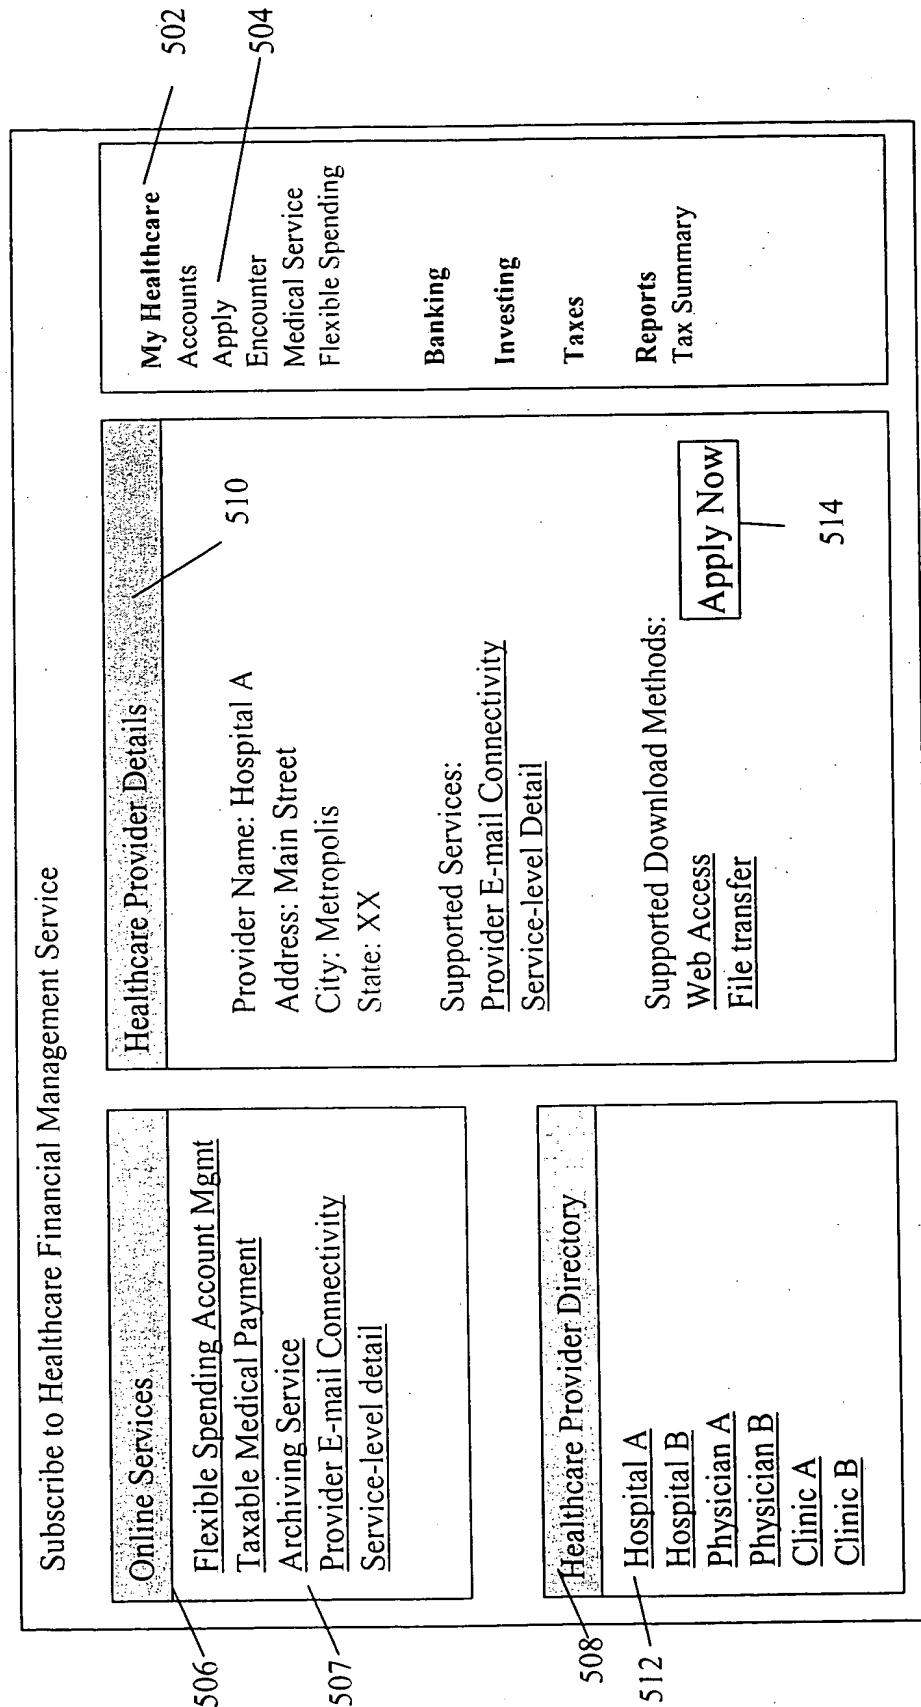 Subscribe to Healthcare Financial Management Service
506
Online Services
Flexible Spending Account Mgmt
Taxable Medical Payment
Archiving Service
Provider E-mail Connectivity
Service-level detail
507
508
Healthcare Provider Directory
512
Hospital A
Hospital B
Physician A
Physician B
Clinic A
Clinic B
Healthcare Provider Details
510
Provider Name: Hospital A
Address: Main Street
City: Metropolis
State: XX
Supported Services:
Provider E-mail Connectivity
Service-level Detail
Supported Download Methods:
Web Access
File transfer
Apply Now
514
My Healthcare
502
Accounts
Apply
504
Encounter
Medical Service
Flexible Spending
Banking
Investing
Taxes
Reports
Tax Summary